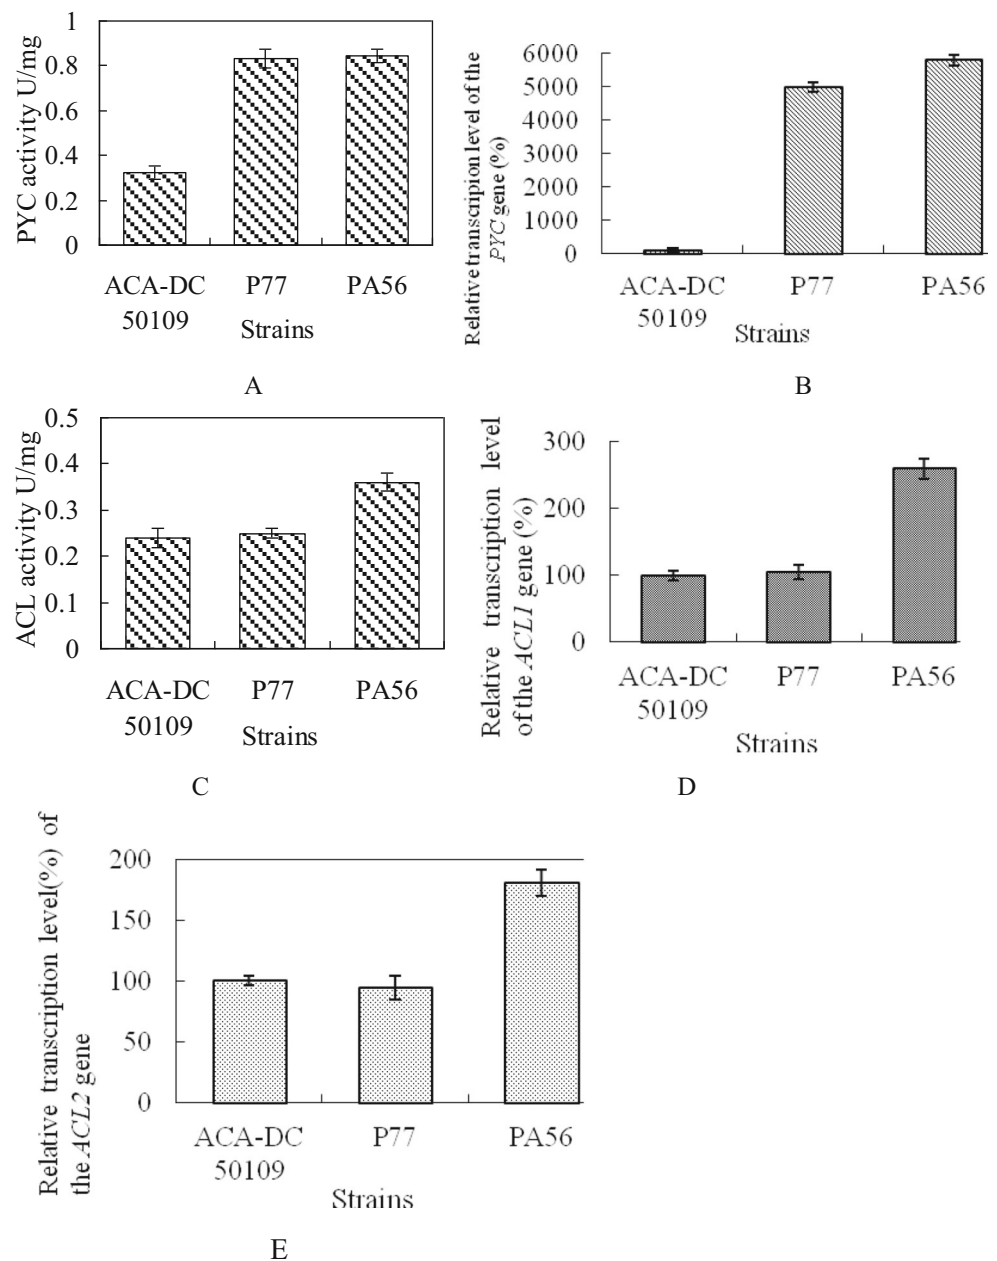 PYC activity U/mg
1
0.8
0.6
0.4
0.2
0
ACA-DC
50109
P77
PA56
Strains
A
Relative transcripion level of the
PYC gene (%)
6000
5000
4000
3000
2000
1000
0
ACA-DC
50109
P77
PA56
Strains
B
ACL activity U/mg
0.5
0.4
0.3
0.2
0.1
0
ACA-DC
50109
P77
PA56
Strains
C
Relative transcription level
of the ACL1 gene (%)
300
200
100
0
ACA-DC
50109
P77
PA56
Strains
D
Relative transcription level(%) of
the ACL2 gene
200
150
100
50
0
ACA-DC
50109
P77
PA56
Strains
E